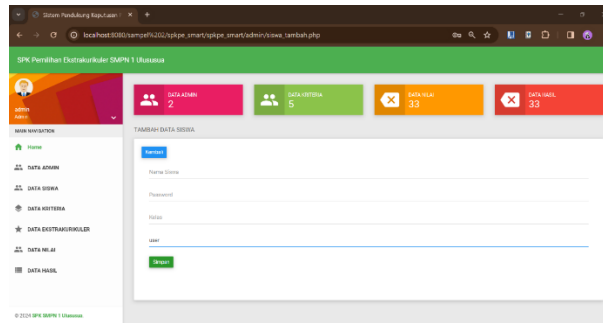 Sistem Pendukung Keputusan
localhost:8080/sampel%202/spkpe_smart/spkpe_smart/admin/siswa_tambah.php
SPK Pemilihan Ekstrakurikuler SMPN 1 Ulususua
admin
Admin
MAIN NAVIGATION
Home
DATA ADMIN
DATA SISWA
DATA KRITERIA
DATA EKSTRAKURIKULER
DATA NILAI
DATA HASIL
© 2024 SPK SMPN 1 Ulususua
DATA ADMIN
2
DATA KRITERIA
5
DATA NILAI
33
DATA HASIL
33
TAMBAH DATA SISWA
Kembali
Nama Siswa
Password
Kelas
user
Simpan